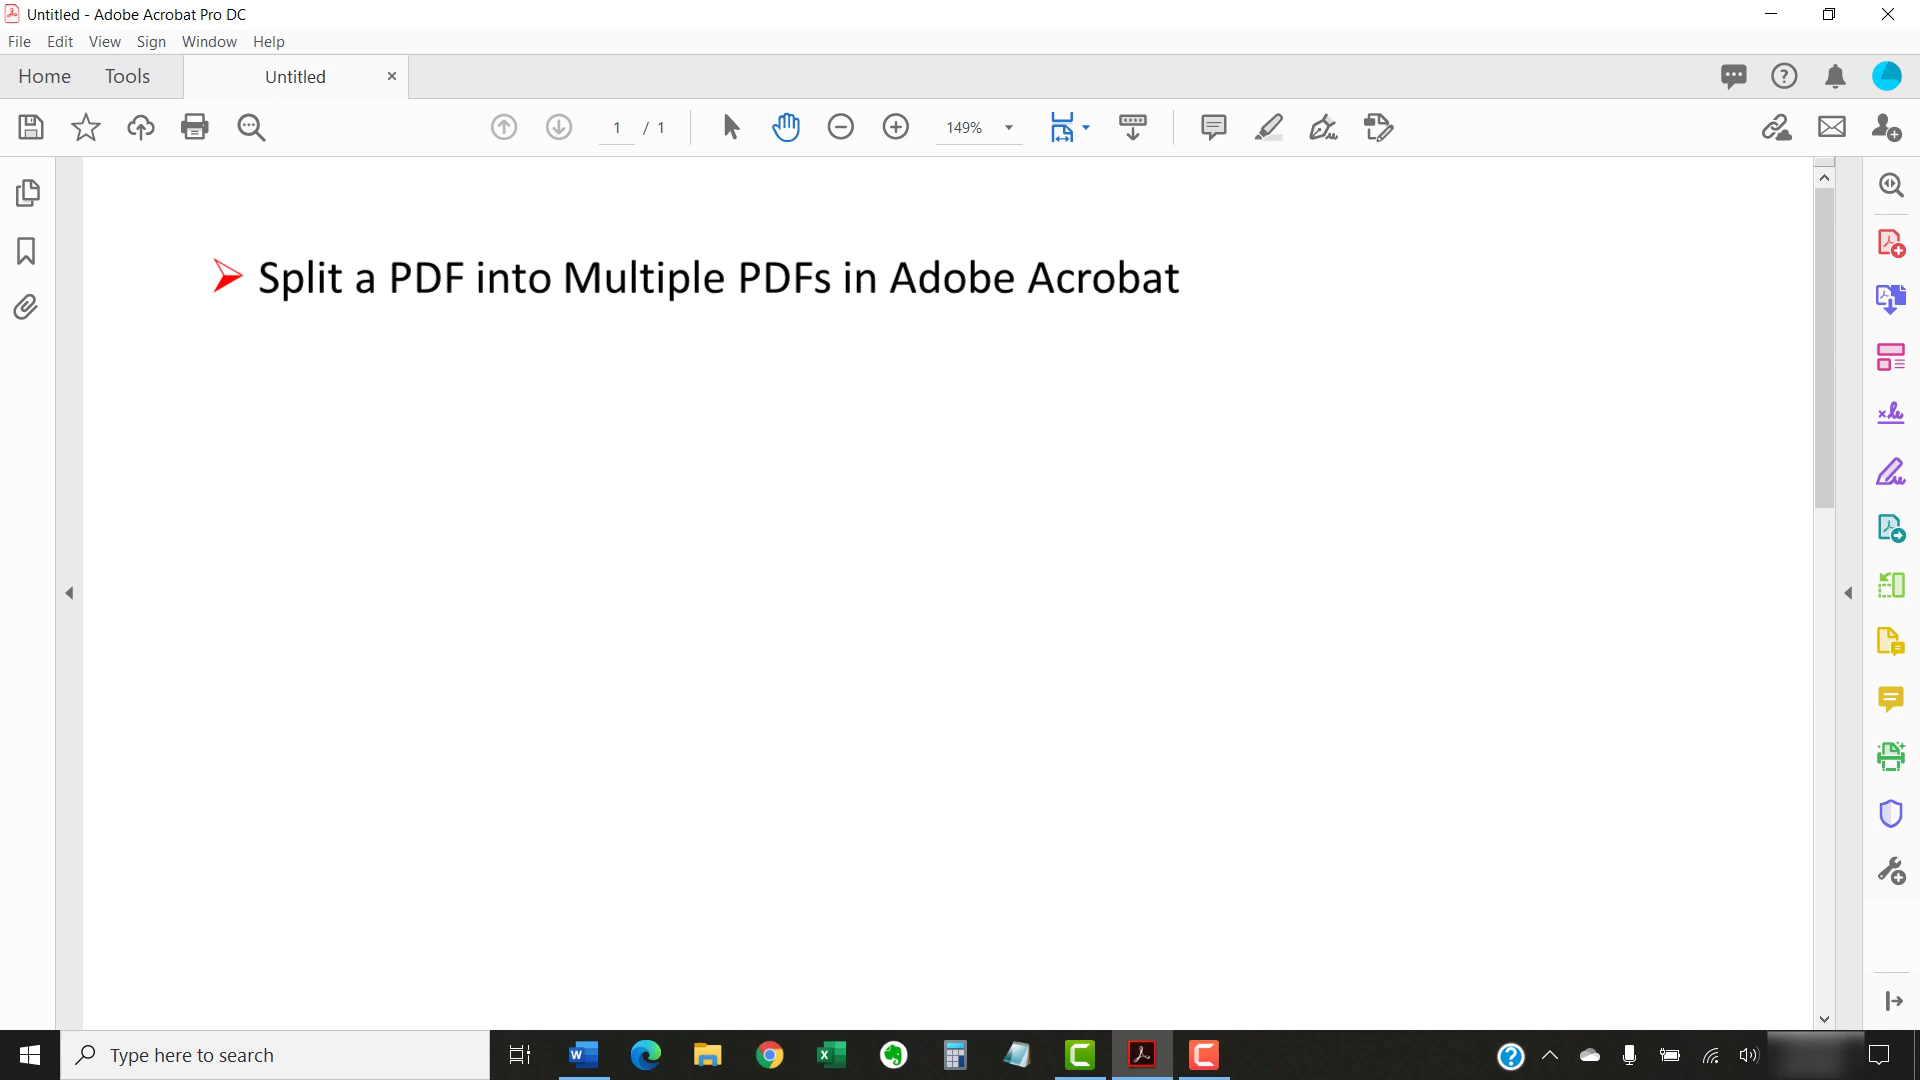 Untitled - Adobe Acrobat Pro DC
File Edit View Sign Window Help
Home Tools Untitled
1 / 1 149%
Split a PDF into Multiple PDFs in Adobe Acrobat
Type here to search